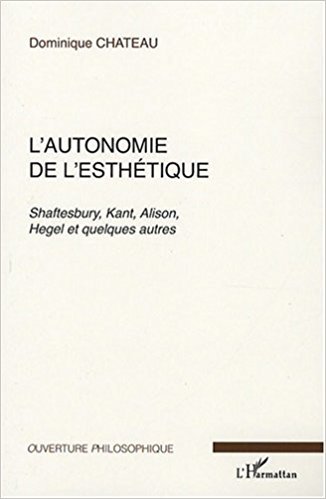 Dominique CHATEAU
L'AUTONOMIE
DE L'ESTHÉTIQUE
Shaftesbury, Kant, Alison,
Hegel et quelques autres
OUVERTURE PHILOSOPHIQUE
L'Harmattan